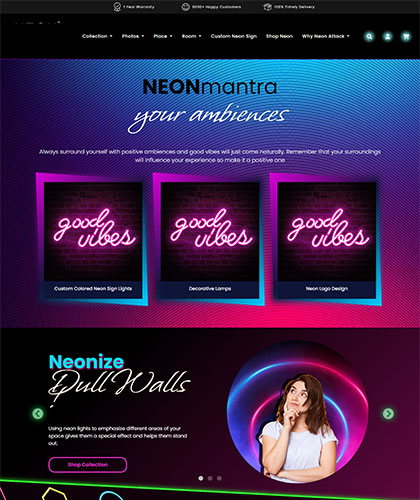 1 Year Warranty
5000+ Happy Customers
100% Timely Delivery
Collection
Photos
Place
Room
Custom Neon Sign
Shop Neon
Why Neon Attack
NEONmantra
your ambiences
Always surround yourself with positive ambiences and good vibes will just come naturally. Remember that your surroundings
will influence your experience so make it a positive one
good
vibes
good
vibes
good
vibes
Custom Colored Neon Sign Lights
Decorative Lamps
Neon Logo Design
Neonize
Dull Walls
Using neon lights to emphasize different areas of your
space gives them a special effect and helps them stand
out.
Shop Collection